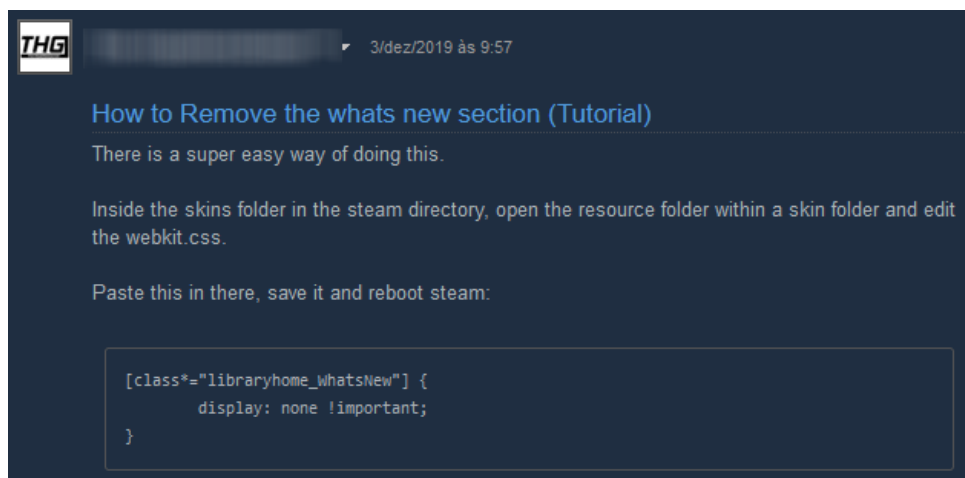 THG
3/dez/2019 às 9:57
How to Remove the whats new section (Tutorial)
There is a super easy way of doing this.
Inside the skins folder in the steam directory, open the resource folder within a skin folder and edit
the webkit.css.
Paste this in there, save it and reboot steam:
[class*="libraryhome_WhatsNew"] {
        display: none !important;
}